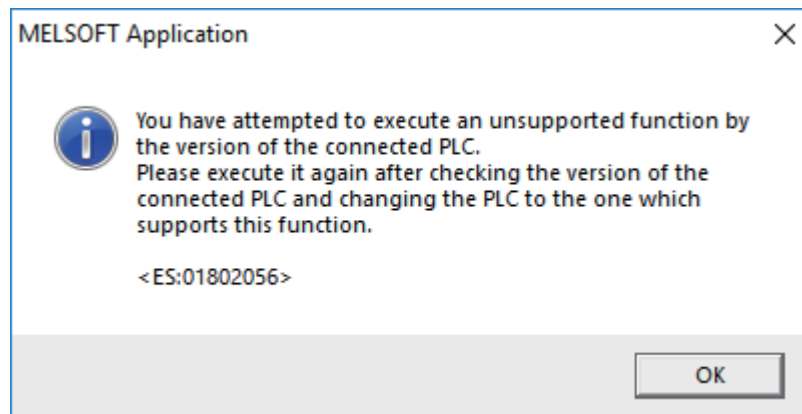 MELSOFT Application
You have attempted to execute an unsupported function by
the version of the connected PLC.
Please execute it again after checking the version of the
connected PLC and changing the PLC to the one which
supports this function.
<ES:01802056>
OK